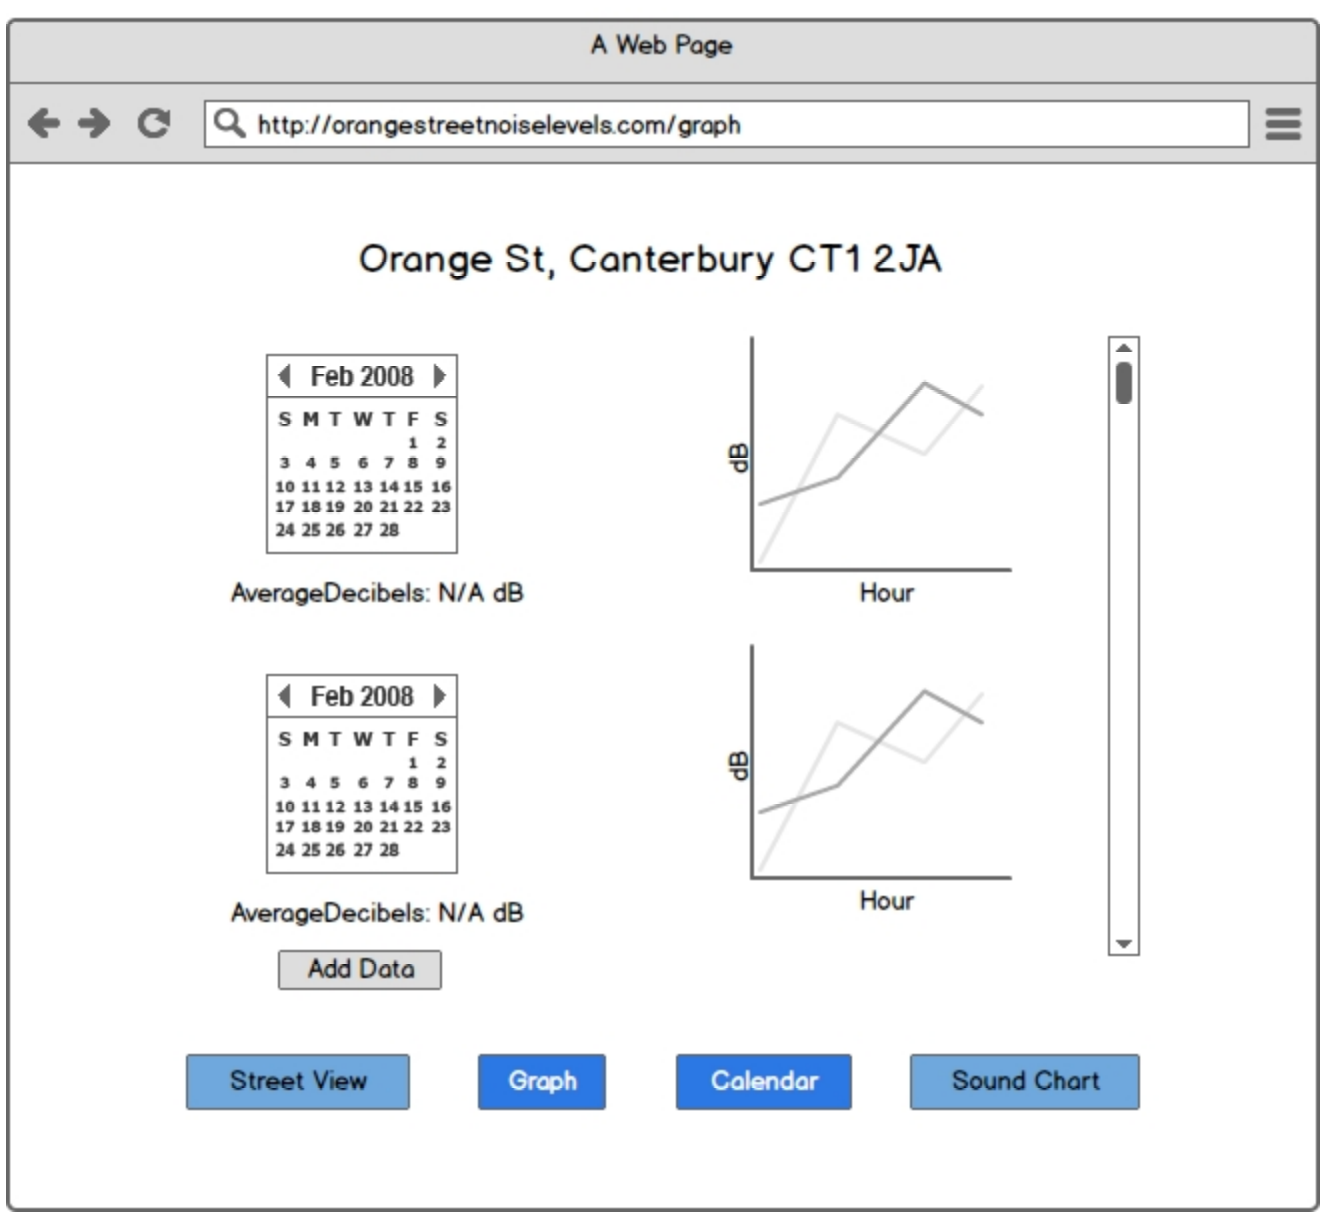 A Web Page
http://orangestreetnoiselevels.com/graph
Orange St, Canterbury CT1 2JA
Feb 2008
S M T W T F S
1 2
3 4 5 6 7 8 9
10 11 12 13 14 15 16
17 18 19 20 21 22 23
24 25 26 27 28
AverageDecibels: N/A dB
dB
Hour
Feb 2008
S M T W T F S
1 2
3 4 5 6 7 8 9
10 11 12 13 14 15 16
17 18 19 20 21 22 23
24 25 26 27 28
AverageDecibels: N/A dB
dB
Hour
Add Data
Street View
Graph
Calendar
Sound Chart